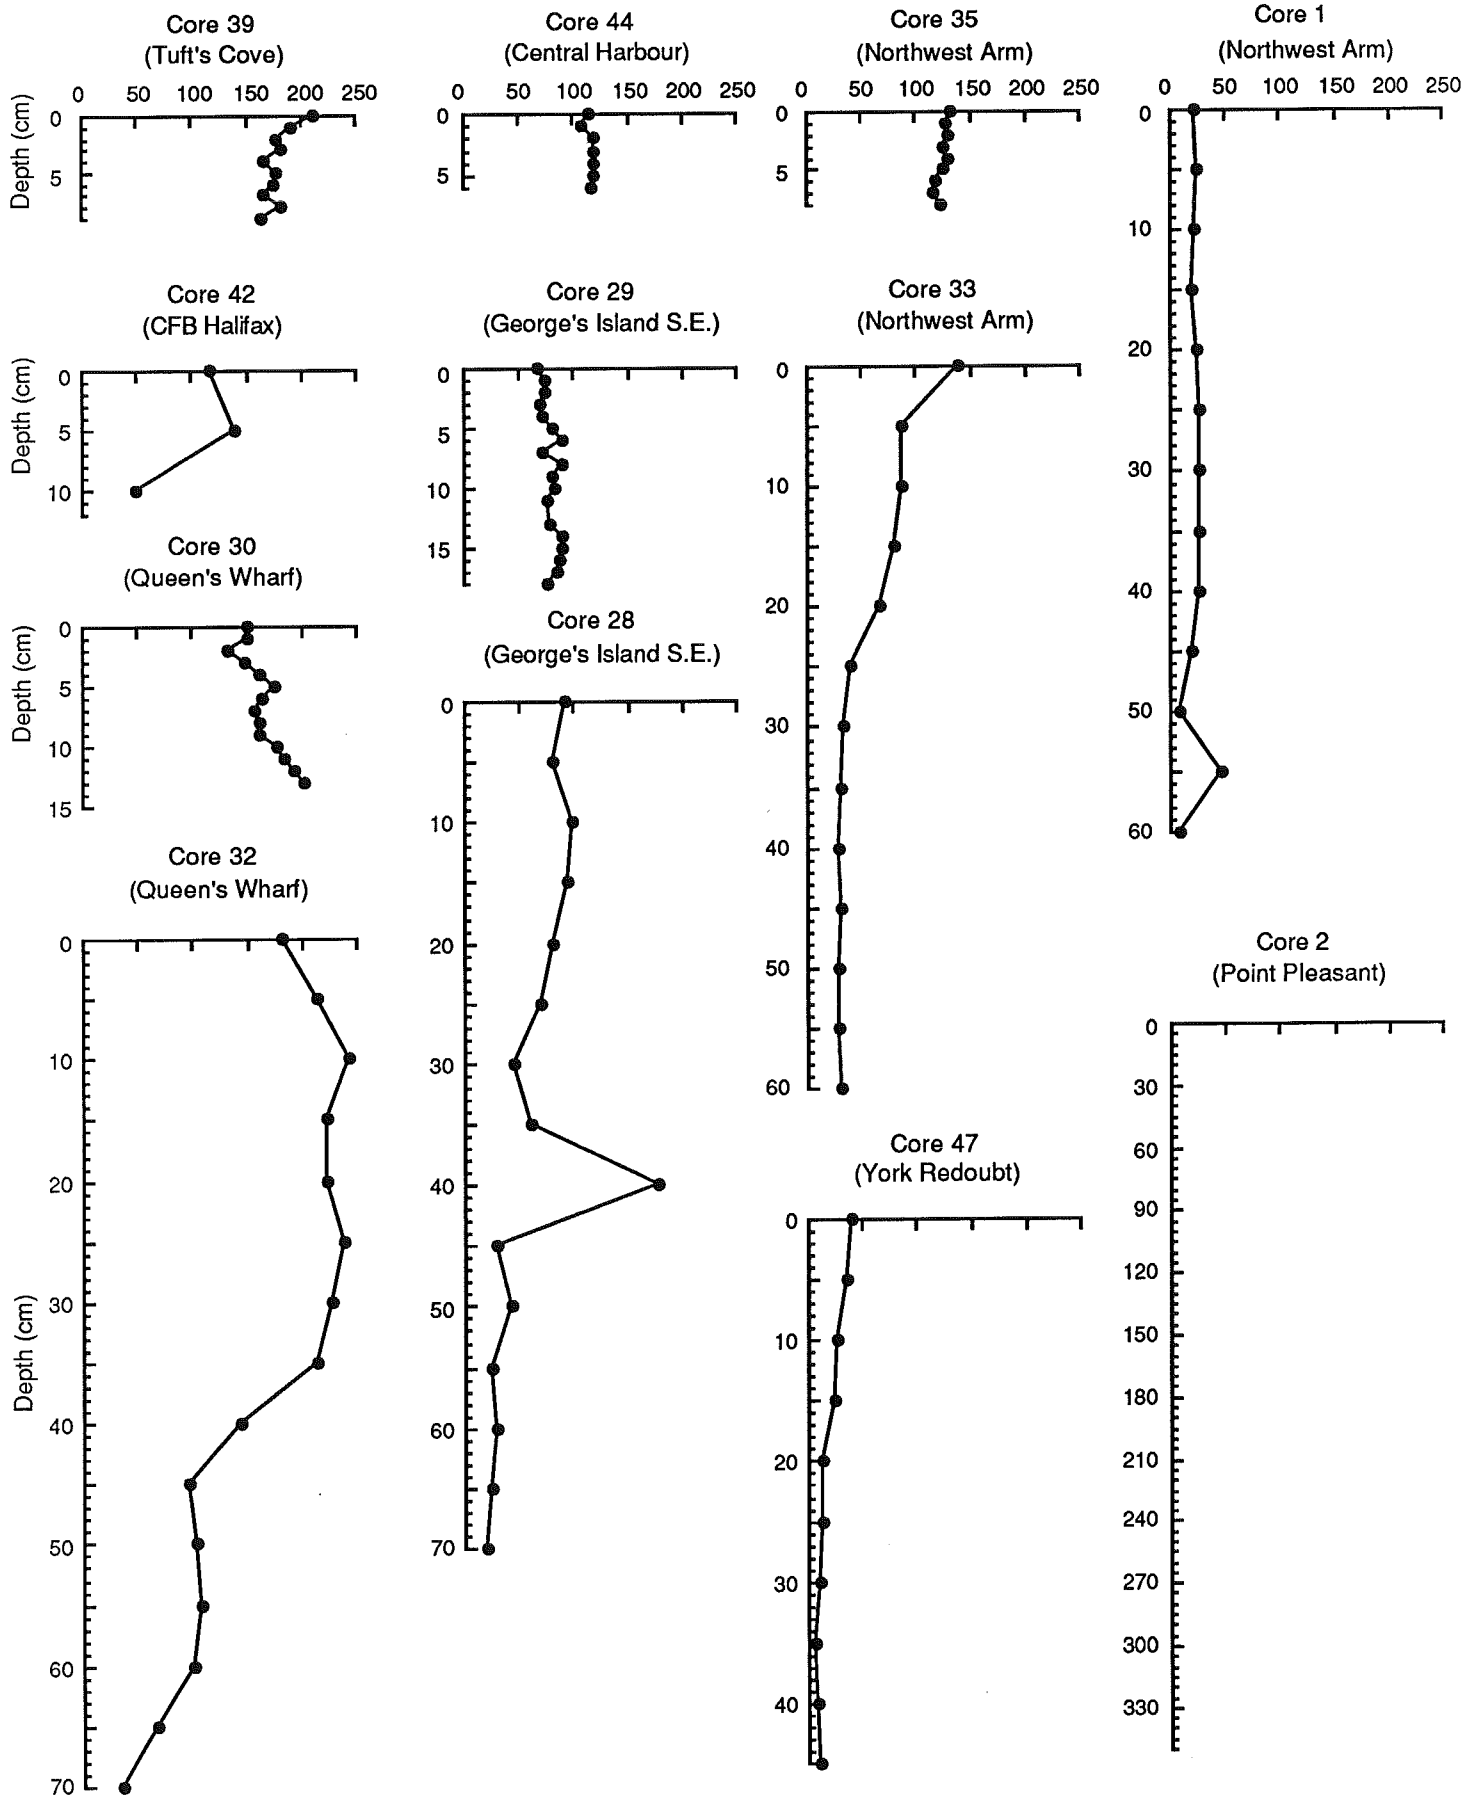 Core 39
(Tuft's Cove)
0 50 100 150 200 250
Depth (cm)
0
5
Core 42
(CFB Halifax)
Depth (cm)
0
5
10
Core 30
(Queen's Wharf)
Depth (cm)
0
5
10
15
Core 32
(Queen's Wharf)
Depth (cm)
0
10
20
30
40
50
60
70
Core 44
(Central Harbour)
0 50 100 150 200 250
0
5
Core 29
(George's Island S.E.)
0
5
10
15
Core 28
(George's Island S.E.)
0
10
20
30
40
50
60
70
Core 35
(Northwest Arm)
0 50 100 150 200 250
0
5
Core 33
(Northwest Arm)
0
10
20
30
40
50
60
Core 47
(York Redoubt)
0
10
20
30
40
Core 1
(Northwest Arm)
0 50 100 150 200 250
0
10
20
30
40
50
60
Core 2
(Point Pleasant)
0
30
60
90
120
150
180
210
240
270
300
330